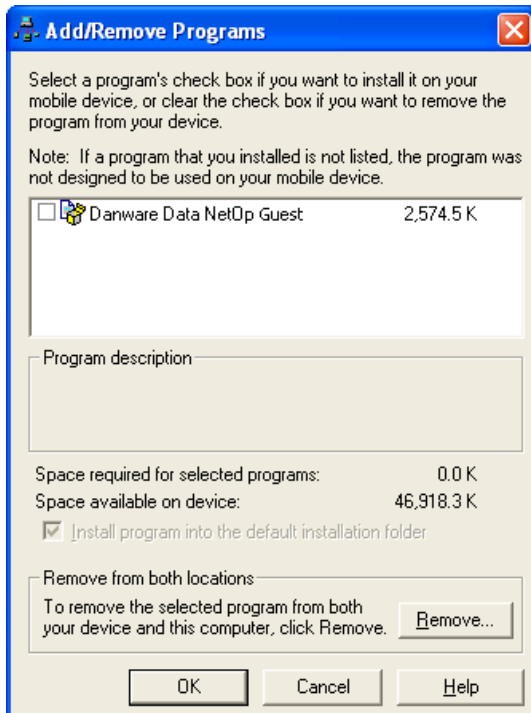 Add/Remove Programs
Select a program's check box if you want to install it on your
mobile device, or clear the check box if you want to remove the
program from your device.
Note:  If a program that you installed is not listed, the program was
not designed to be used on your mobile device.
Danware Data NetOp Guest 2,574.5 K
Program description
Space required for selected programs: 0.0 K
Space available on device: 46,918.3 K
Install program into the default installation folder
Remove from both locations
To remove the selected program from both
your device and this computer, click Remove.
Remove...
OK Cancel Help